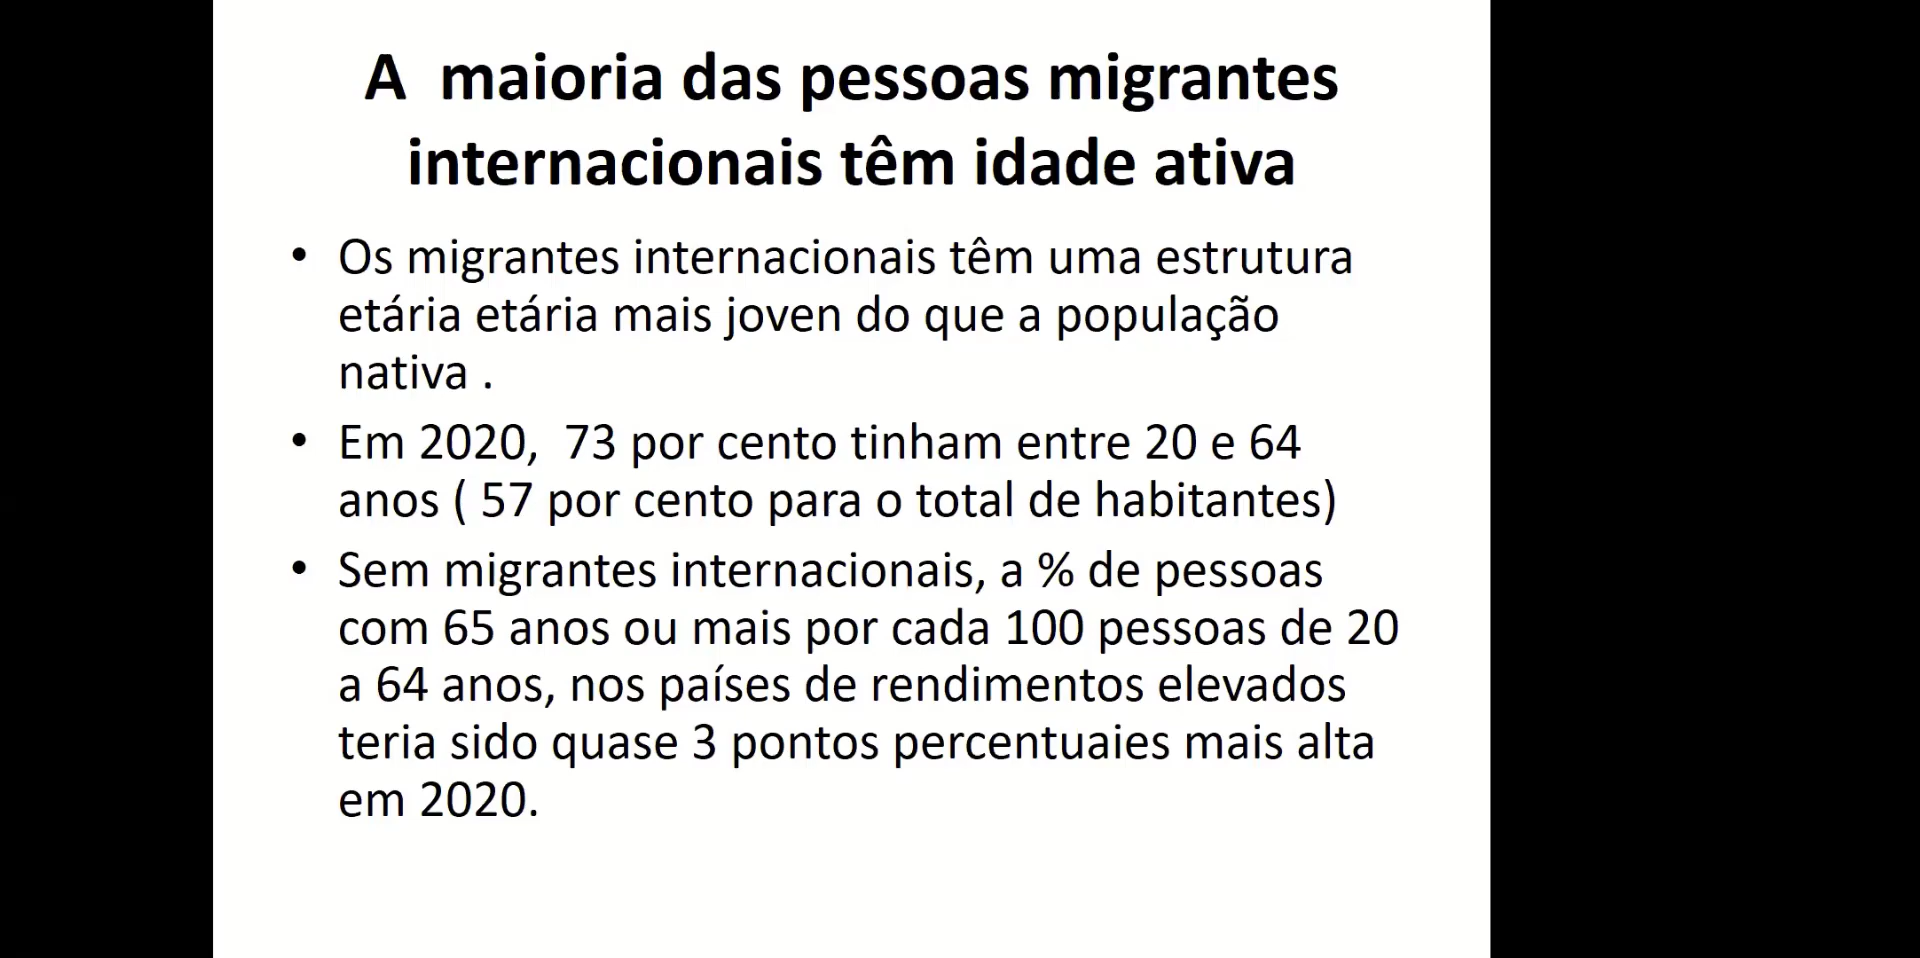 A  maioria das pessoas migrantes
internacionais têm idade ativa
• Os migrantes internacionais têm uma estrutura
etária etária mais joven do que a população
nativa .
• Em 2020,  73 por cento tinham entre 20 e 64
anos ( 57 por cento para o total de habitantes)
• Sem migrantes internacionais, a % de pessoas
com 65 anos ou mais por cada 100 pessoas de 20
a 64 anos, nos países de rendimentos elevados
teria sido quase 3 pontos percentuaies mais alta
em 2020.